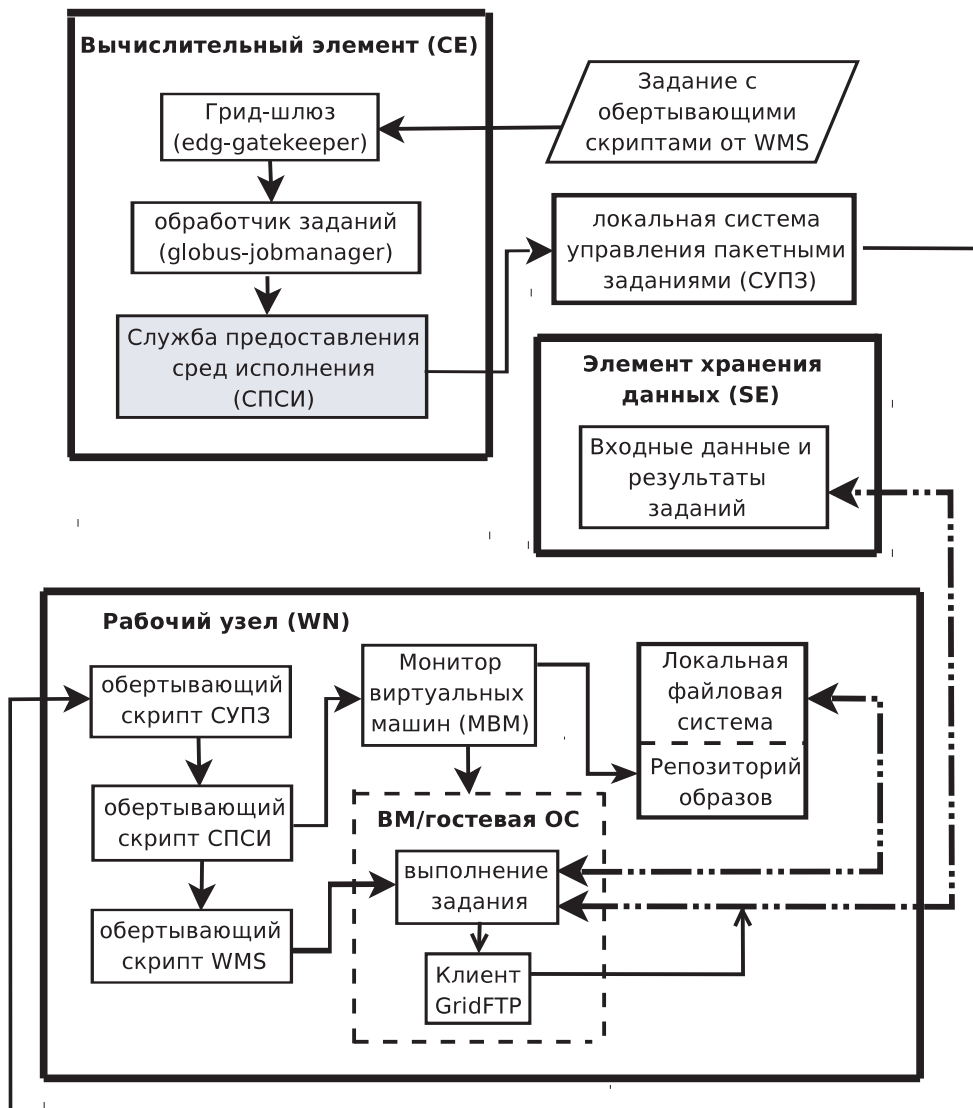 Вычислительный элемент (CE)
Грид-шлюз
(edg-gatekeeper)
обработчик заданий
(globus-jobmanager)
Служба предоставления
сред исполнения
(СПСИ)
Задание с
обертывающими
скриптами от WMS
локальная система
управления пакетными
заданиями (СУПЗ)
Элемент хранения
данных (SE)
Входные данные и
результаты
заданий
Рабочий узел (WN)
обертывающий
скрипт СУПЗ
обертывающий
скрипт СПСИ
обертывающий
скрипт WMS
Монитор
виртуальных
машин (МВМ)
ВМ/гостевая ОС
выполнение
задания
Клиент
GridFTP
Локальная
файловая
система
Репозиторий
образов